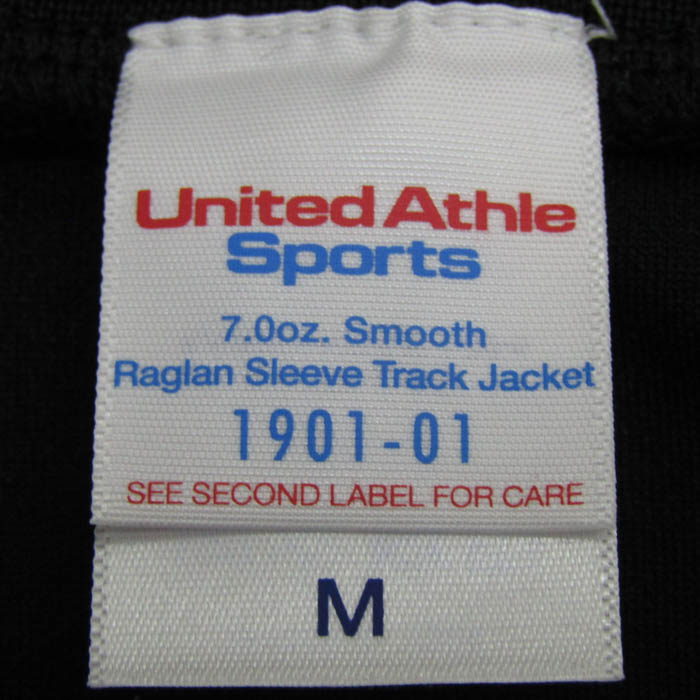 United Athle
Sports
7.0oz. Smooth
Raglan Sleeve Track Jacket
1901-01
SEE SECOND LABEL FOR CARE
M